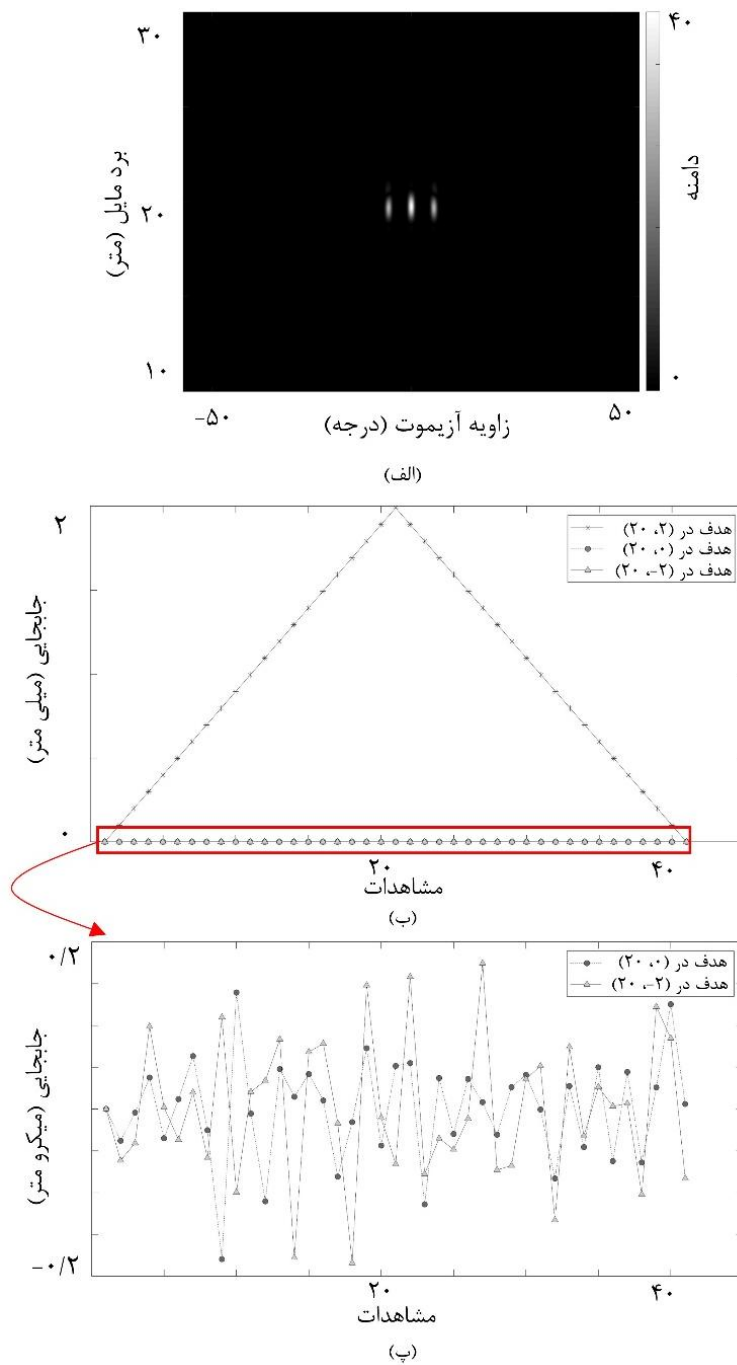 ۳۰
۲۰
۱۰
برد مایل (متر)
۴۰
۰
دامنه
-۵۰
۵۰
زاویه آزیموت (درجه)
(الف)
۲
۰
جابجایی (میلی متر)
هدف در (۲، ۲۰)
هدف در (۰، ۲۰)
هدف در (۲-، ۲۰)
۲۰
۴۰
مشاهدات
(ب)
۰/۲
-۰/۲
جابجایی (میکرو متر)
هدف در (۰، ۲۰)
هدف در (۲-، ۲۰)
۲۰
۴۰
مشاهدات
(پ)